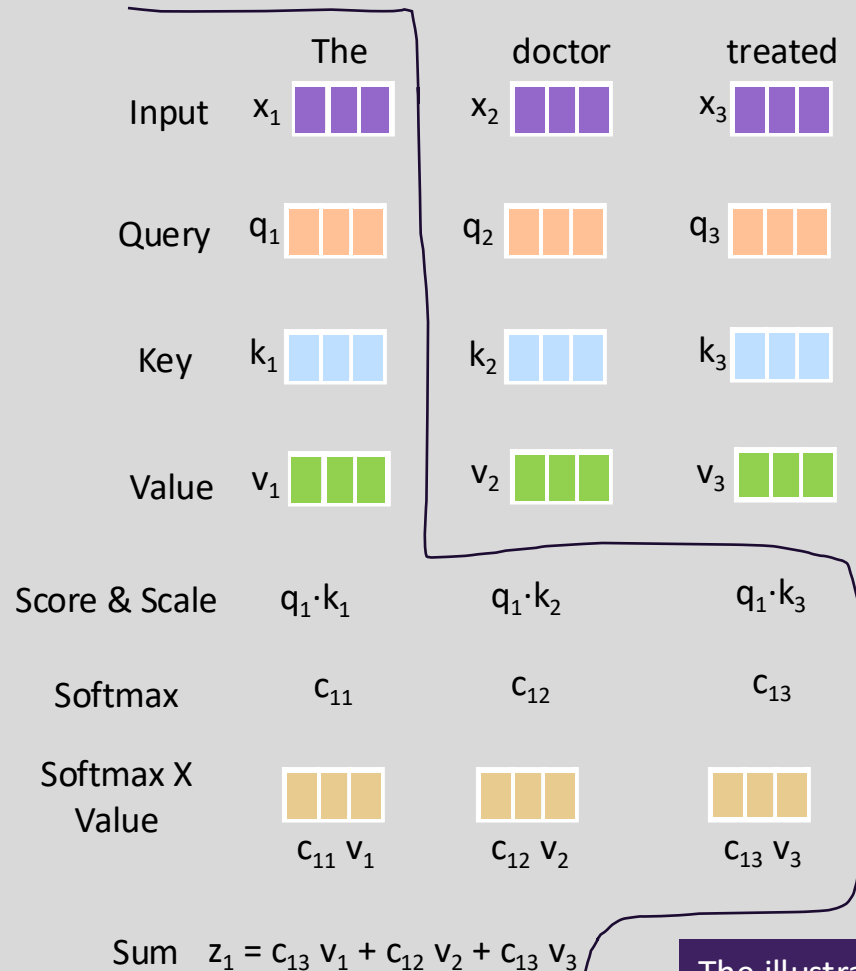 The doctor treated
Input x₁ x₂ x₃
Query q₁ q₂ q₃
Key k₁ k₂ k₃
Value v₁ v₂ v₃
Score & Scale q₁·k₁ q₁·k₂ q₁·k₃
Softmax c₁₁ c₁₂ c₁₃
Softmax X
Value
c₁₁ v₁ c₁₂ v₂ c₁₃ v₃
Sum z₁ = c₁₃ v₁ + c₁₂ v₂ + c₁₃ v₃
The